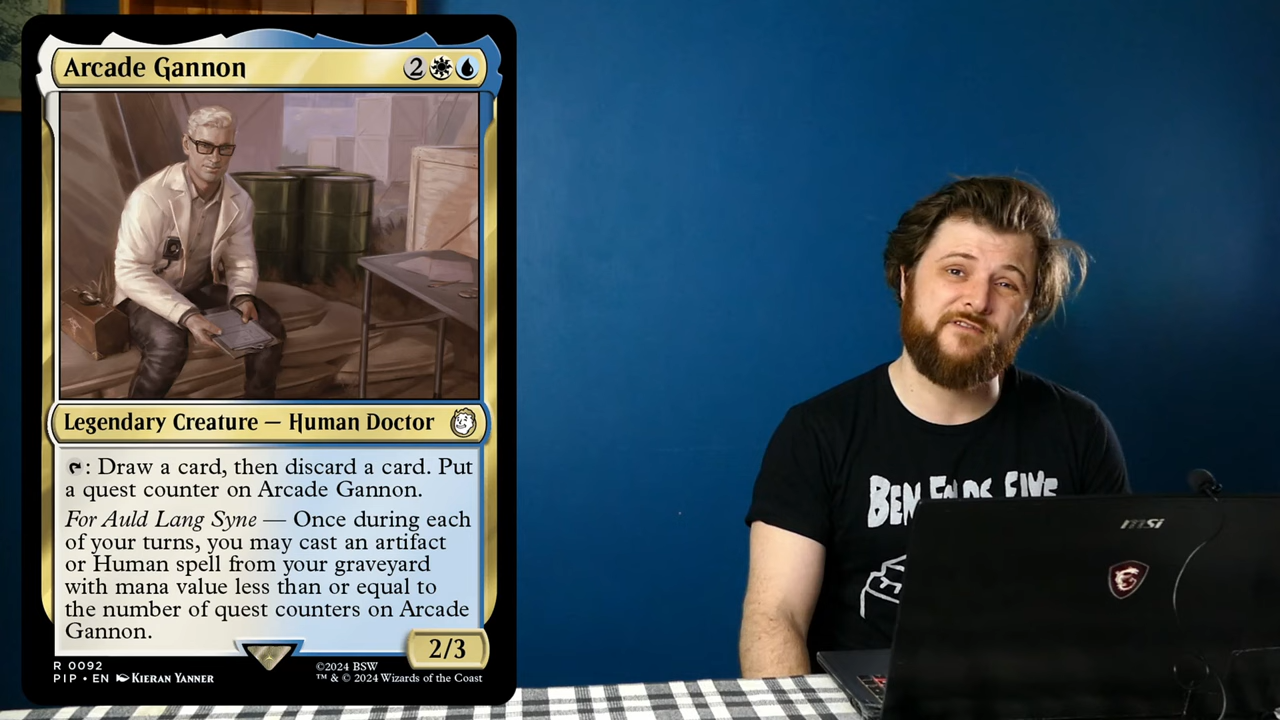 Arcade Gannon
2
Legendary Creature — Human Doctor
: Draw a card, then discard a card. Put
a quest counter on Arcade Gannon.
For Auld Lang Syne — Once during each
of your turns, you may cast an artifact
or Human spell from your graveyard
with mana value less than or equal to
the number of quest counters on Arcade
Gannon.
2/3
R 0092
PIP • EN KIERAN YANNER
©2024 BSW
™ & © 2024 Wizards of the Coast
BEN ENDS FIVE
msi